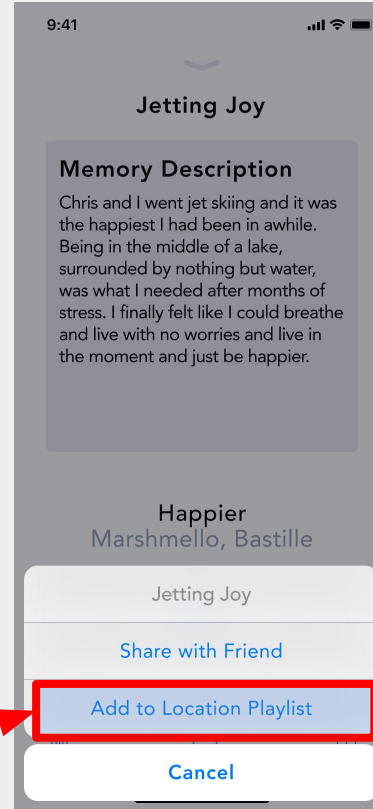 9:41
Jetting Joy
Memory Description
Chris and I went jet skiing and it was
the happiest I had been in awhile.
Being in the middle of a lake,
surrounded by nothing but water,
was what I needed after months of
stress. I finally felt like I could breathe
and live with no worries and live in
the moment and just be happier.
Happier
Marshmello, Bastille
Jetting Joy
Share with Friend
Add to Location Playlist
Cancel